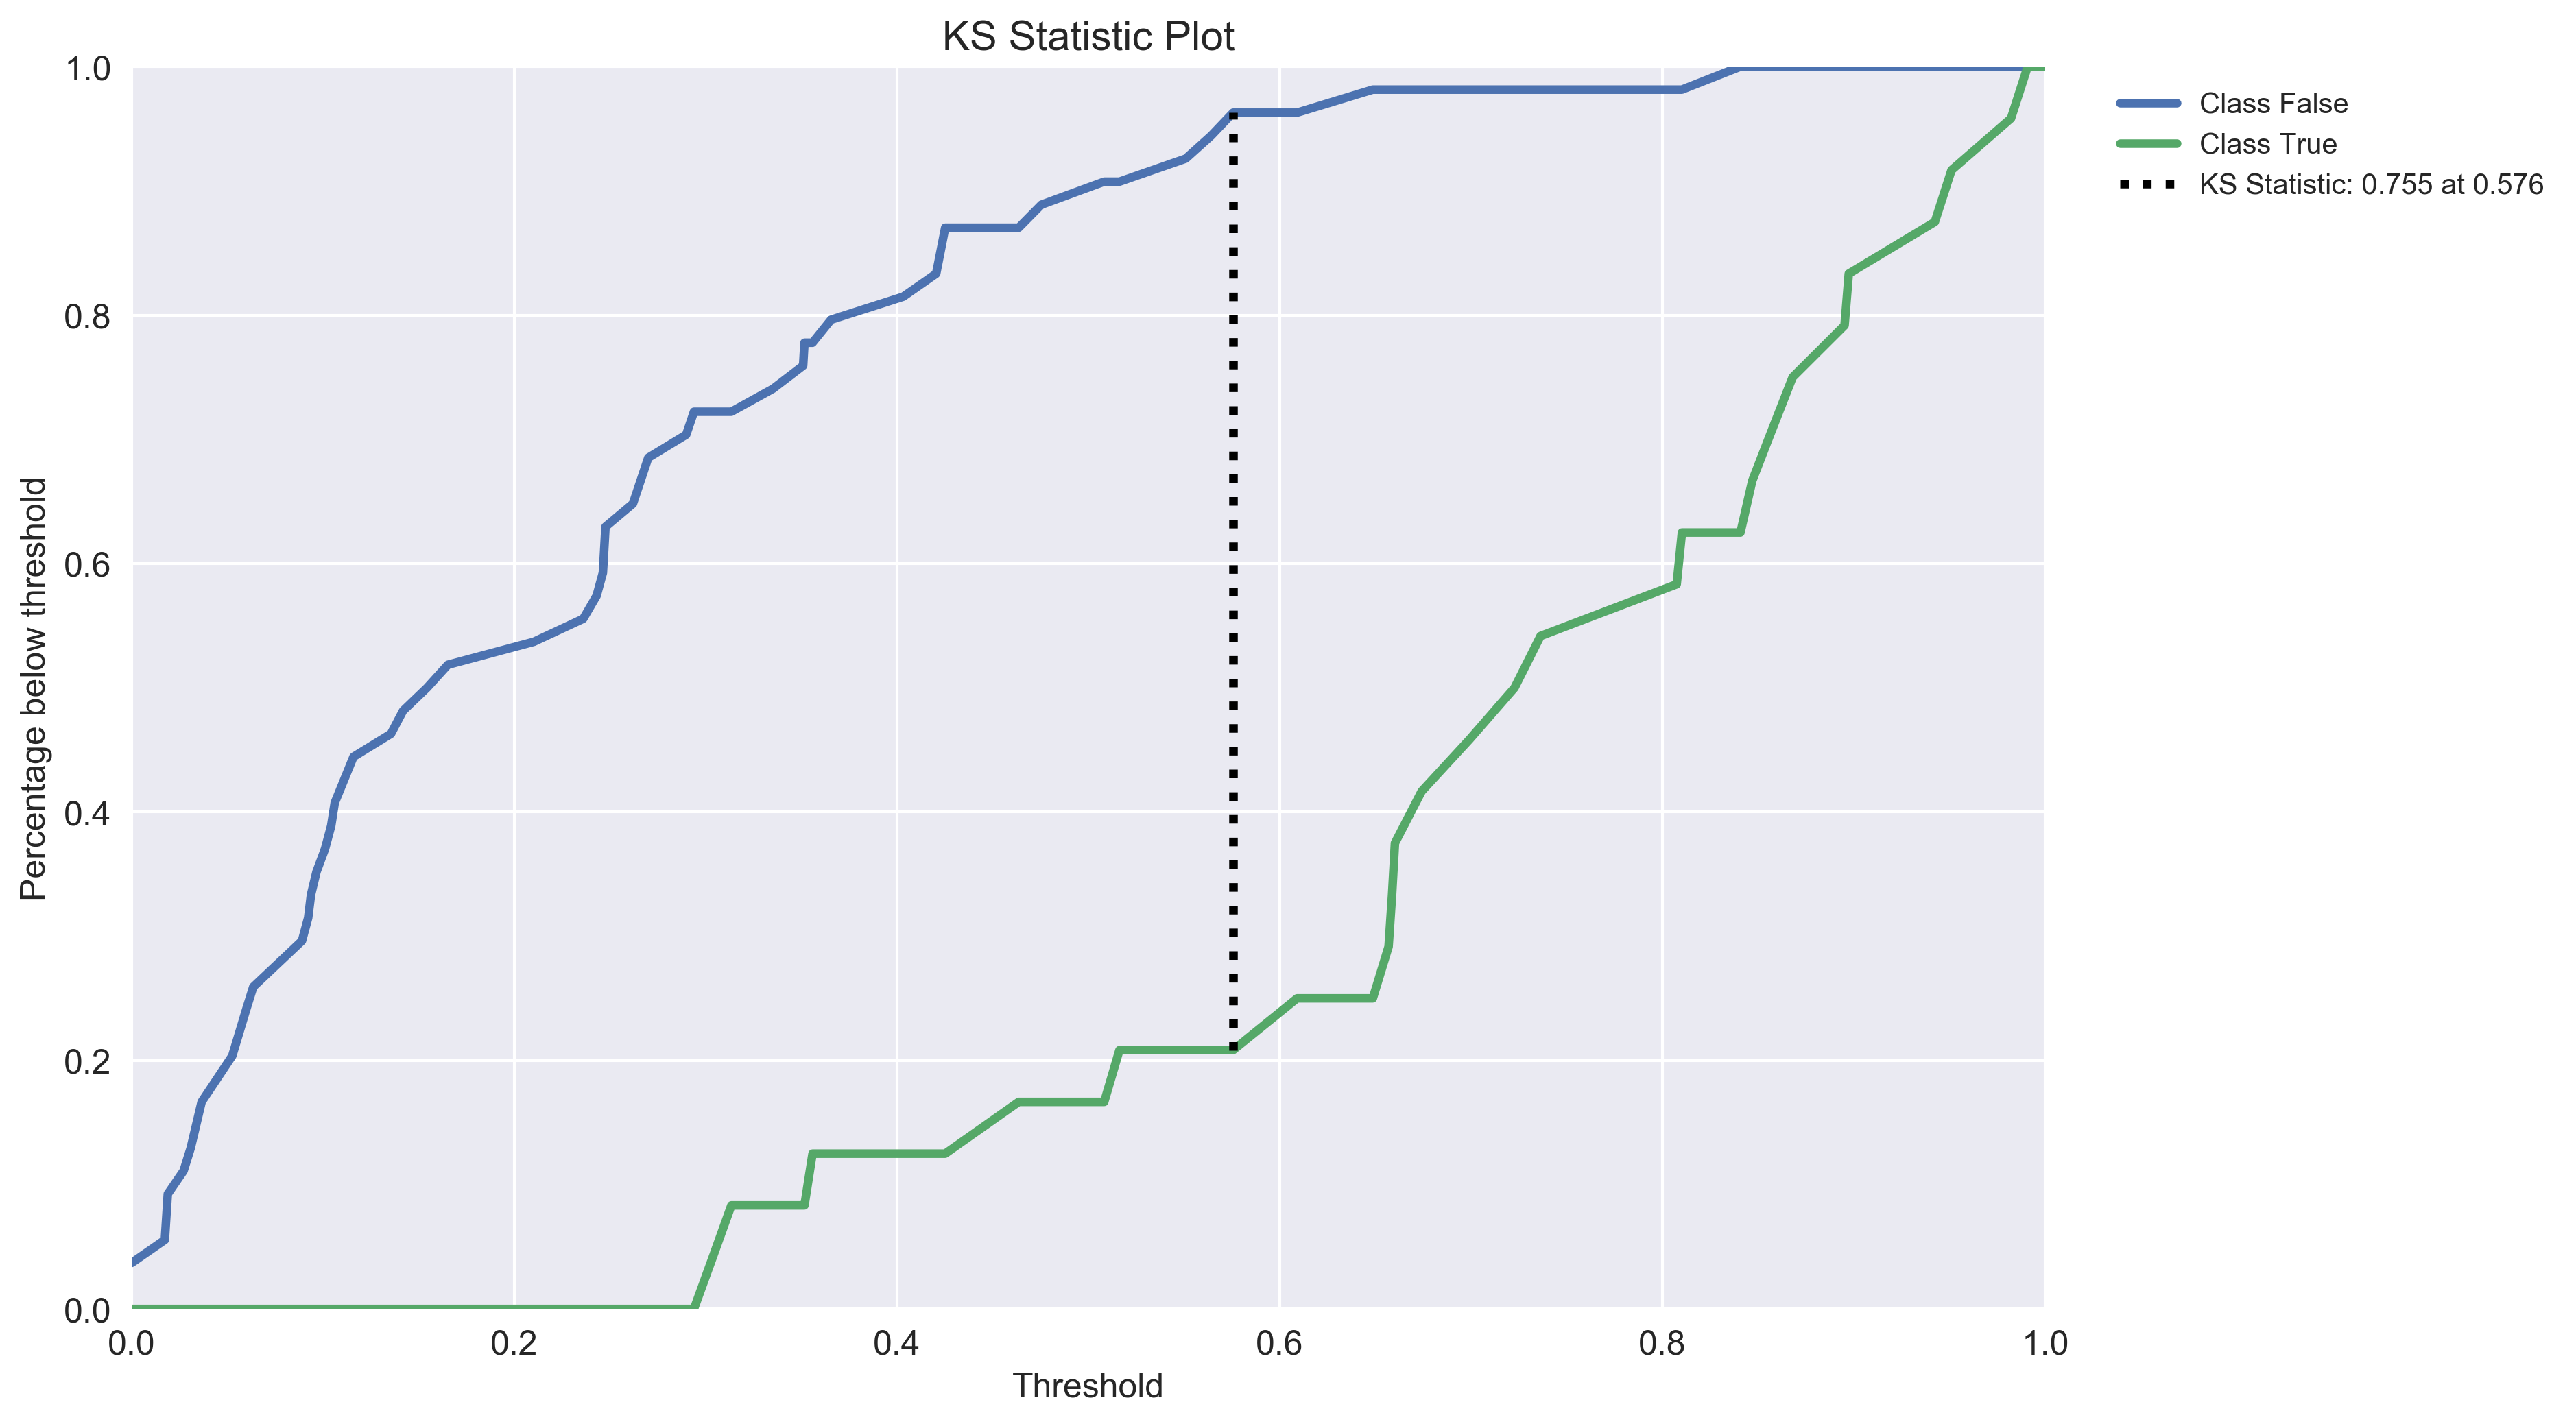 KS Statistic Plot
Class False
Class True
KS Statistic: 0.755 at 0.576
Percentage below threshold
1.0
0.8
0.6
0.4
0.2
0.0
0.0 0.2 0.4 0.6 0.8 1.0
Threshold